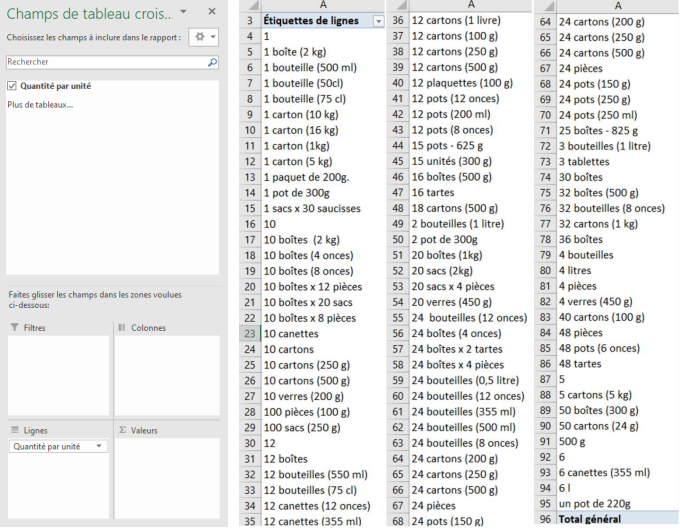 Champs de tableau crois...
Choisissez les champs à inclure dans le rapport :
Rechercher
Quantité par unité
Plus de tableaux...
Faites glisser les champs dans les zones voulues
ci-dessous:
Filtres
Colonnes
Lignes
Σ Valeurs
Quantité par unité
A
3 Étiquettes de lignes
4 1
5 1 boîte (2 kg)
6 1 bouteille (500 ml)
7 1 bouteille (50cl)
8 1 bouteille (75 cl)
9 1 carton (10 kg)
10 1 carton (16 kg)
11 1 carton (1kg)
12 1 carton (5 kg)
13 1 paquet de 200g.
14 1 pot de 300g
15 1 sacs x 30 saucisses
16 10
17 10 boîtes (2 kg)
18 10 boîtes (4 onces)
19 10 boîtes (8 onces)
20 10 boîtes x 12 pièces
21 10 boîtes x 20 sacs
22 10 boîtes x 8 pièces
23 10 canettes
24 10 cartons
25 10 cartons (250 g)
26 10 cartons (500 g)
27 10 verres (200 g)
28 100 pièces (100 g)
29 100 sacs (250 g)
30 12
31 12 boîtes
32 12 bouteilles (550 ml)
33 12 bouteilles (75 cl)
34 12 canettes (12 onces)
35 12 canettes (355 ml)
A
36 12 cartons (1 livre)
37 12 cartons (100 g)
38 12 cartons (250 g)
39 12 cartons (500 g)
40 12 plaquettes (100 g)
41 12 pots (12 onces)
42 12 pots (200 ml)
43 12 pots (8 onces)
44 15 pots - 625 g
45 15 unités (300 g)
46 16 boîtes (500 g)
47 16 tartes
48 18 cartons (500 g)
49 2 bouteilles (1 litre)
50 2 pot de 300g
51 20 boîtes (1kg)
52 20 sacs (2kg)
53 20 sacs x 4 pièces
54 20 verres (450 g)
55 24 bouteilles (12 onces)
56 24 boîtes (4 onces)
57 24 boîtes x 2 tartes
58 24 boîtes x 4 pièces
59 24 bouteilles (0,5 litre)
60 24 bouteilles (12 onces)
61 24 bouteilles (355 ml)
62 24 bouteilles (500 ml)
63 24 bouteilles (8 onces)
64 24 cartons (200 g)
65 24 cartons (250 g)
66 24 cartons (500 g)
67 24 pièces
68 24 pots (150 g)
A
64 24 cartons (200 g)
65 24 cartons (250 g)
66 24 cartons (500 g)
67 24 pièces
68 24 pots (150 g)
69 24 pots (250 g)
70 24 pots (250 ml)
71 25 boîtes - 825 g
72 3 bouteilles (1 litre)
73 3 tablettes
74 30 boîtes
75 32 boîtes (500 g)
76 32 bouteilles (8 onces)
77 32 cartons (1 kg)
78 36 boîtes
79 4 bouteilles
80 4 litres
81 4 pièces
82 4 verres (450 g)
83 40 cartons (100 g)
84 48 pièces
85 48 pots (6 onces)
86 48 tartes
87 5
88 5 cartons (5 kg)
89 50 boîtes (300 g)
90 50 cartons (24 g)
91 500 g
92 6
93 6 canettes (355 ml)
94 6 l
95 un pot de 220g
96 Total général